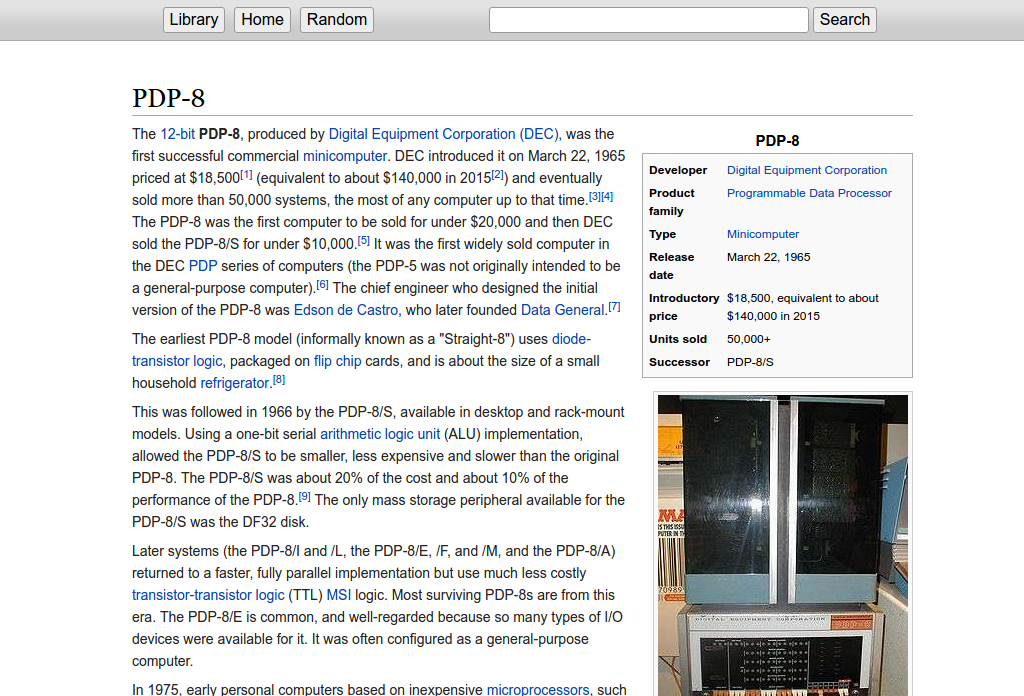 Library Home Random Search
PDP-8
The 12-bit PDP-8, produced by Digital Equipment Corporation (DEC), was the
first successful commercial minicomputer. DEC introduced it on March 22, 1965
priced at $18,500[1] (equivalent to about $140,000 in 2015[2]) and eventually
sold more than 50,000 systems, the most of any computer up to that time.[3][4]
The PDP-8 was the first computer to be sold for under $20,000 and then DEC
sold the PDP-8/S for under $10,000.[5] It was the first widely sold computer in
the DEC PDP series of computers (the PDP-5 was not originally intended to be
a general-purpose computer).[6] The chief engineer who designed the initial
version of the PDP-8 was Edson de Castro, who later founded Data General.[7]
The earliest PDP-8 model (informally known as a "Straight-8") uses diode-
transistor logic, packaged on flip chip cards, and is about the size of a small
household refrigerator.[8]
This was followed in 1966 by the PDP-8/S, available in desktop and rack-mount
models. Using a one-bit serial arithmetic logic unit (ALU) implementation,
allowed the PDP-8/S to be smaller, less expensive and slower than the original
PDP-8. The PDP-8/S was about 20% of the cost and about 10% of the
performance of the PDP-8.[9] The only mass storage peripheral available for the
PDP-8/S was the DF32 disk.
Later systems (the PDP-8/I and /L, the PDP-8/E, /F, and /M, and the PDP-8/A)
returned to a faster, fully parallel implementation but use much less costly
transistor-transistor logic (TTL) MSI logic. Most surviving PDP-8s are from this
era. The PDP-8/E is common, and well-regarded because so many types of I/O
devices were available for it. It was often configured as a general-purpose
computer.
In 1975, early personal computers based on inexpensive microprocessors, such
PDP-8
Developer Digital Equipment Corporation
Product Programmable Data Processor
family
Type Minicomputer
Release March 22, 1965
date
Introductory $18,500, equivalent to about
price $140,000 in 2015
Units sold 50,000+
Successor PDP-8/S
MA
DIGITAL EQUIPMENT CORPORATION
PDP-8